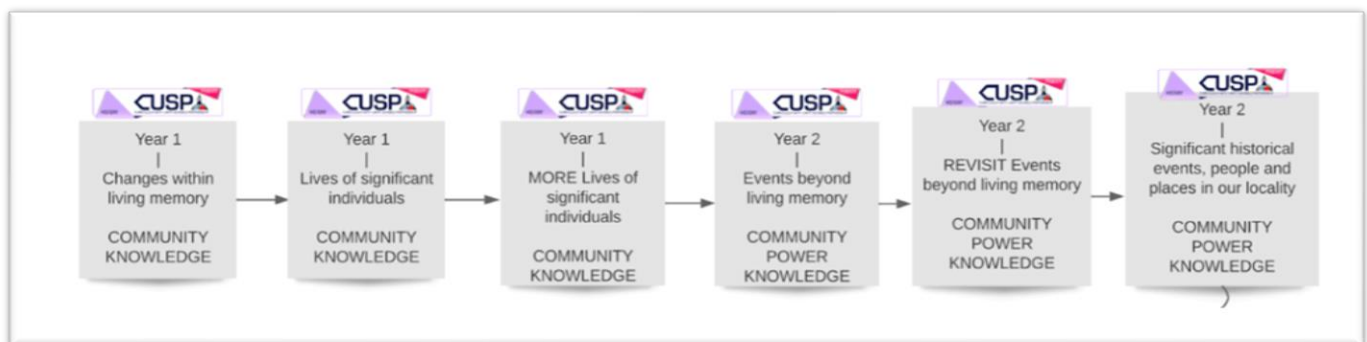 CUSP
Year 1
|
Changes within
living memory
COMMUNITY
KNOWLEDGE
CUSP
Year 1
|
Lives of significant
individuals
COMMUNITY
KNOWLEDGE
CUSP
Year 1
|
MORE Lives of
significant
individuals
COMMUNITY
KNOWLEDGE
CUSP
Year 2
|
Events beyond
living memory
COMMUNITY
POWER
KNOWLEDGE
CUSP
Year 2
|
REVISIT Events
beyond living memory
COMMUNITY
POWER
KNOWLEDGE
CUSP
Year 2
|
Significant historical
events, people and
places in our locality
COMMUNITY
POWER
KNOWLEDGE